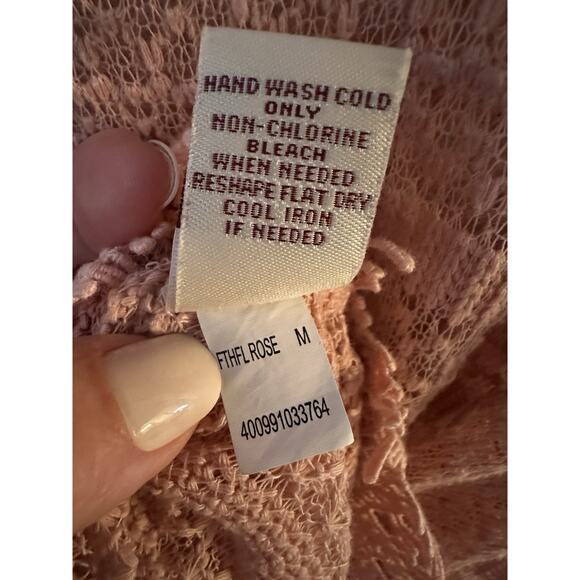 HAND WASH COLD
ONLY
NON-CHLORINE
BLEACH
WHEN NEEDED
RESHAPE FLAT DRY
COOL IRON
IF NEEDED
FTHFL ROSE M
400991033764